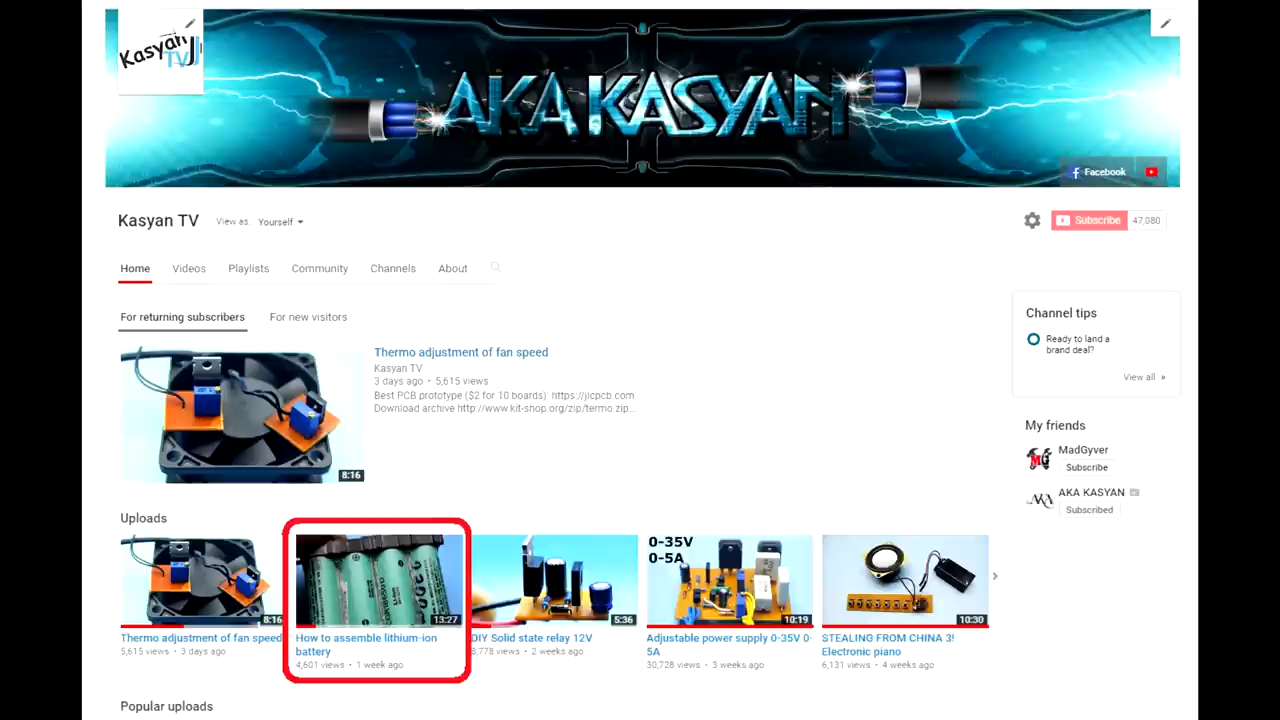 Kasyan
TV
AKA KASYAN
Facebook
Kasyan TV
View as:
Yourself
Subscribe
47,080
Home
Videos
Playlists
Community
Channels
About
For returning subscribers
For new visitors
Thermo adjustment of fan speed
Kasyan TV
3 days ago • 5,615 views
Best PCB prototype ($2 for 10 boards) https://jlcpcb.com
Download archive http://www.kit-shop.org/zip/termo.zip...
8:16
Channel tips
Ready to land a
brand deal?
View all »
My friends
MadGyver
Subscribe
AKA KASYAN
Subscribed
Uploads
8:16
Thermo adjustment of fan speed
5,615 views • 3 days ago
13:27
How to assemble lithium-ion
battery
4,601 views • 1 week ago
5:36
DIY Solid state relay 12V
,778 views • 2 weeks ago
0-35V
0-5A
10:19
Adjustable power supply 0-35V 0-
5A
30,728 views • 3 weeks ago
10:30
STEALING FROM CHINA 3!
Electronic piano
6,131 views • 4 weeks ago
Popular uploads